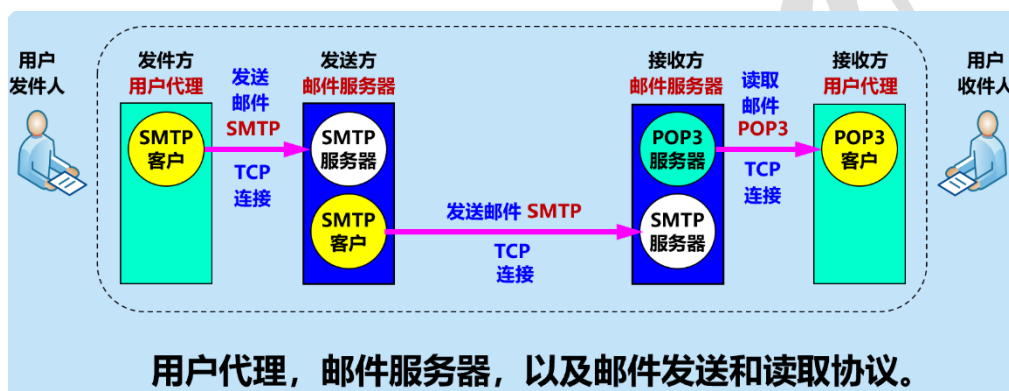 用户
发件人
发件方
用户代理
发送
邮件
SMTP
TCP
连接
SMTP
客户
发送方
邮件服务器
SMTP
服务器
SMTP
客户
发送邮件 SMTP
TCP
连接
接收方
邮件服务器
POP3
服务器
SMTP
服务器
读取
邮件
POP3
TCP
连接
接收方
用户代理
POP3
客户
用户
收件人
用户代理，邮件服务器，以及邮件发送和读取协议。